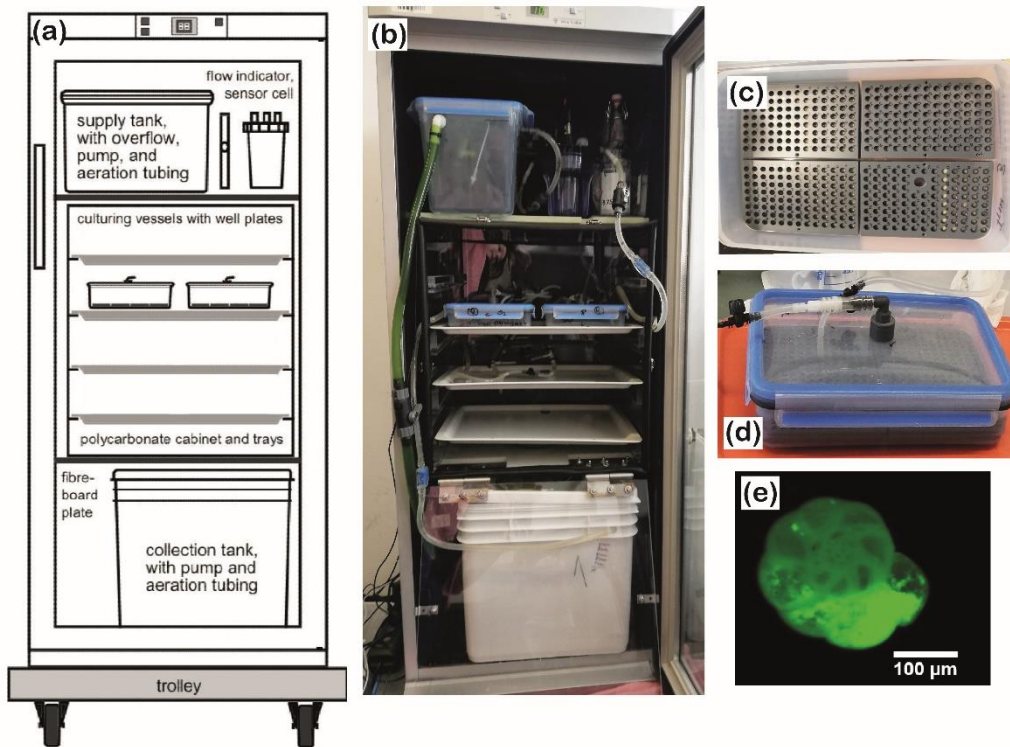 (a)
flow indicator,
sensor cell
supply tank,
with overflow,
pump, and
aeration tubing
culturing vessels with well plates
polycarbonate cabinet and trays
fibre-
board
plate
collection tank,
with pump and
aeration tubing
trolley
(b)
(c)
(d)
(e)
100 µm